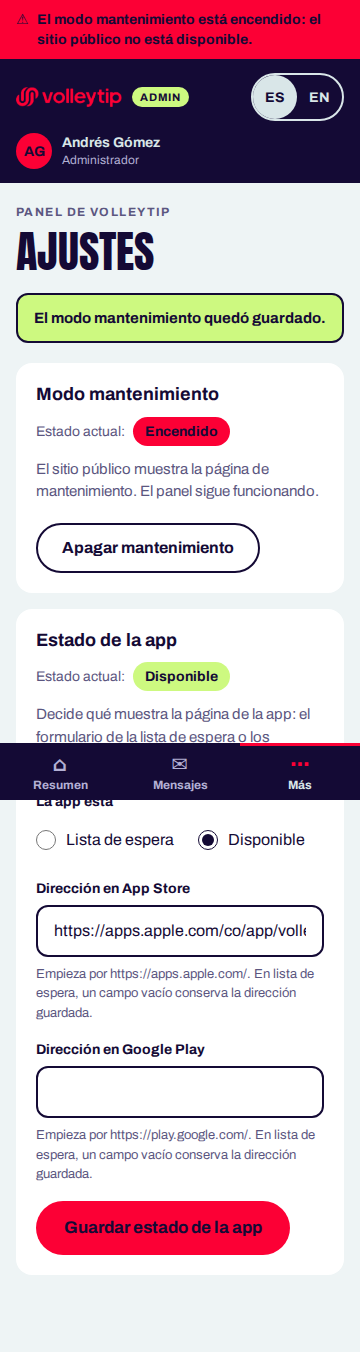 ⚠ El modo mantenimiento está encendido: el
sitio público no está disponible.
volleytip ADMIN
ES EN
AG Andrés Gómez
Administrador
PANEL DE VOLLEYTIP
AJUSTES
El modo mantenimiento quedó guardado.
Modo mantenimiento
Estado actual: Encendido
El sitio público muestra la página de
mantenimiento. El panel sigue funcionando.
Apagar mantenimiento
Estado de la app
Estado actual: Disponible
Decide qué muestra la página de la app: el
formulario de la lista de espera o los
Resumen
Mensajes
Más
La app está
Lista de espera
Disponible
Dirección en App Store
https://apps.apple.com/co/app/volle
Empieza por https://apps.apple.com/. En lista de
espera, un campo vacío conserva la dirección
guardada.
Dirección en Google Play
Empieza por https://play.google.com/. En lista de
espera, un campo vacío conserva la dirección
guardada.
Guardar estado de la app